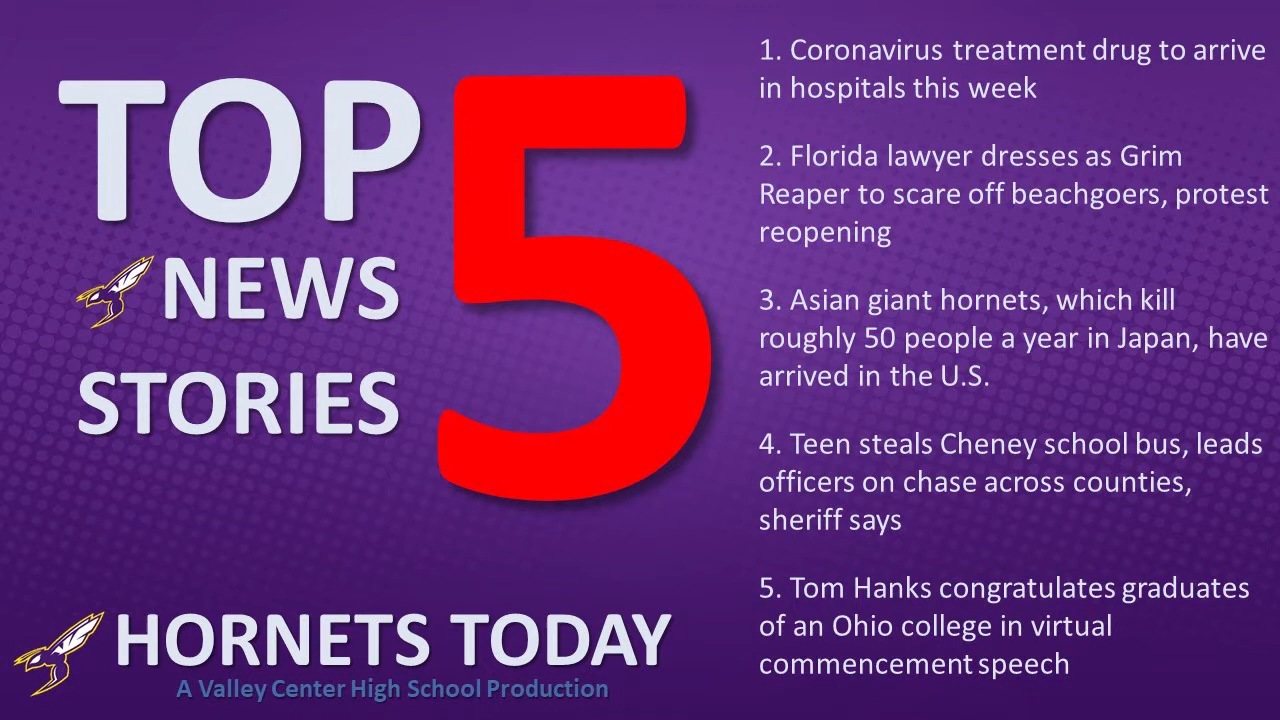 TOP 5
NEWS
STORIES
HORNETS TODAY
A Valley Center High School Production
1. Coronavirus treatment drug to arrive
in hospitals this week
2. Florida lawyer dresses as Grim
Reaper to scare off beachgoers, protest
reopening
3. Asian giant hornets, which kill
roughly 50 people a year in Japan, have
arrived in the U.S.
4. Teen steals Cheney school bus, leads
officers on chase across counties,
sheriff says
5. Tom Hanks congratulates graduates
of an Ohio college in virtual
commencement speech